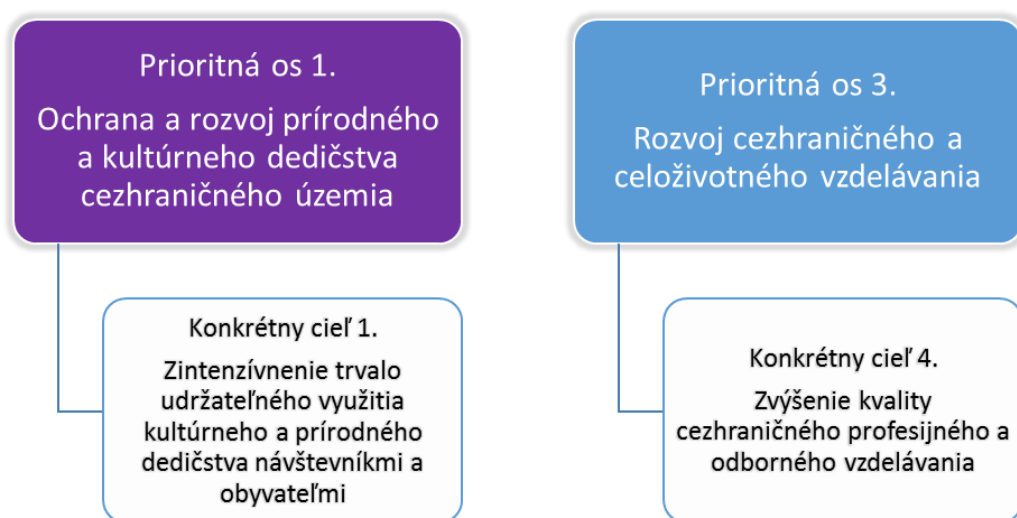 Prioritná os 1.
Ochrana a rozvoj prírodného
a kultúrneho dedičstva
cezhraničného územia
Konkrétny cieľ 1.
Zintenzívnenie trvalo
udržateľného využitia
kultúrneho a prírodného
dedičstva návštevníkmi a
obyvateľmi
Prioritná os 3.
Rozvoj cezhraničného a
celoživotného vzdelávania
Konkrétny cieľ 4.
Zvýšenie kvality
cezhraničného profesijného a
odborného vzdelávania